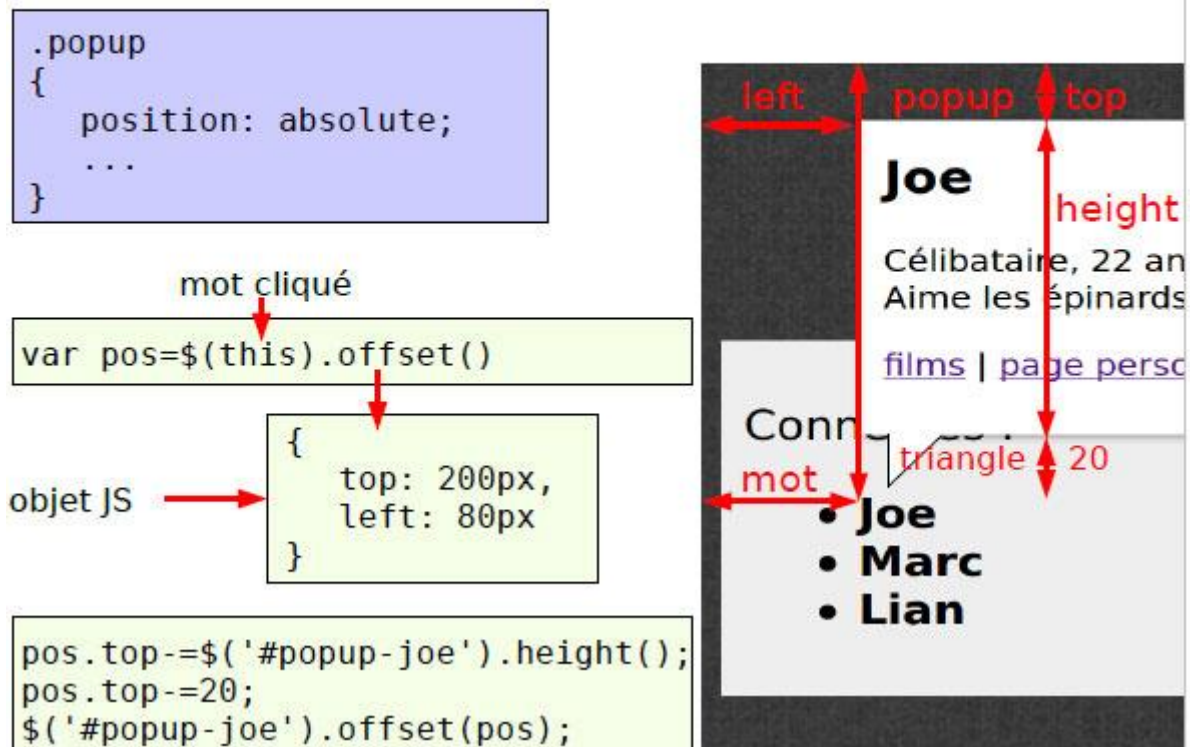 .popup
{
position: absolute;
...
}
mot cliqué
var pos=$(this).offset()
{
top: 200px,
left: 80px
}
objet JS
pos.top-=$('#popup-joe').height();
pos.top-=20;
$('#popup-joe').offset(pos);
left popup top
Joe
height
Célibataire, 22 an
Aime les épinards
films | page perso
Conn
triangle 20
mot
• Joe
• Marc
• Lian